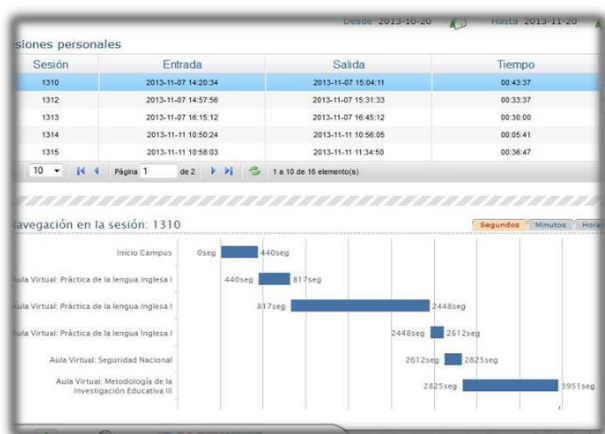 Desde 2013-10-20 Hasta 2013-11-20
siones personales
Sesión Entrada Salida Tiempo
1310 2013-11-07 14:20:34 2013-11-07 15:04:11 00:43:37
1312 2013-11-07 14:57:56 2013-11-07 15:31:33 00:33:37
1313 2013-11-07 16:15:12 2013-11-07 16:45:12 00:30:00
1314 2013-11-11 10:50:24 2013-11-11 10:56:05 00:05:41
1315 2013-11-11 10:58:03 2013-11-11 11:34:50 00:36:47
10 Página 1 de 2 1 a 10 de 16 elemento(s)
avegación en la sesión: 1310 Segundos Minutos Hora
Inicio Campus 0seg 440seg
Aula Virtual: Práctica de la lengua inglesa I 440seg 817seg
Aula Virtual: Práctica de la lengua inglesa I 817seg 2448seg
Aula Virtual: Práctica de la lengua inglesa I 2448seg 2612seg
Aula Virtual: Seguridad Nacional 2612seg 2825seg
Aula Virtual: Metodología de la
Investigación Educativa III 2825seg 3951seg